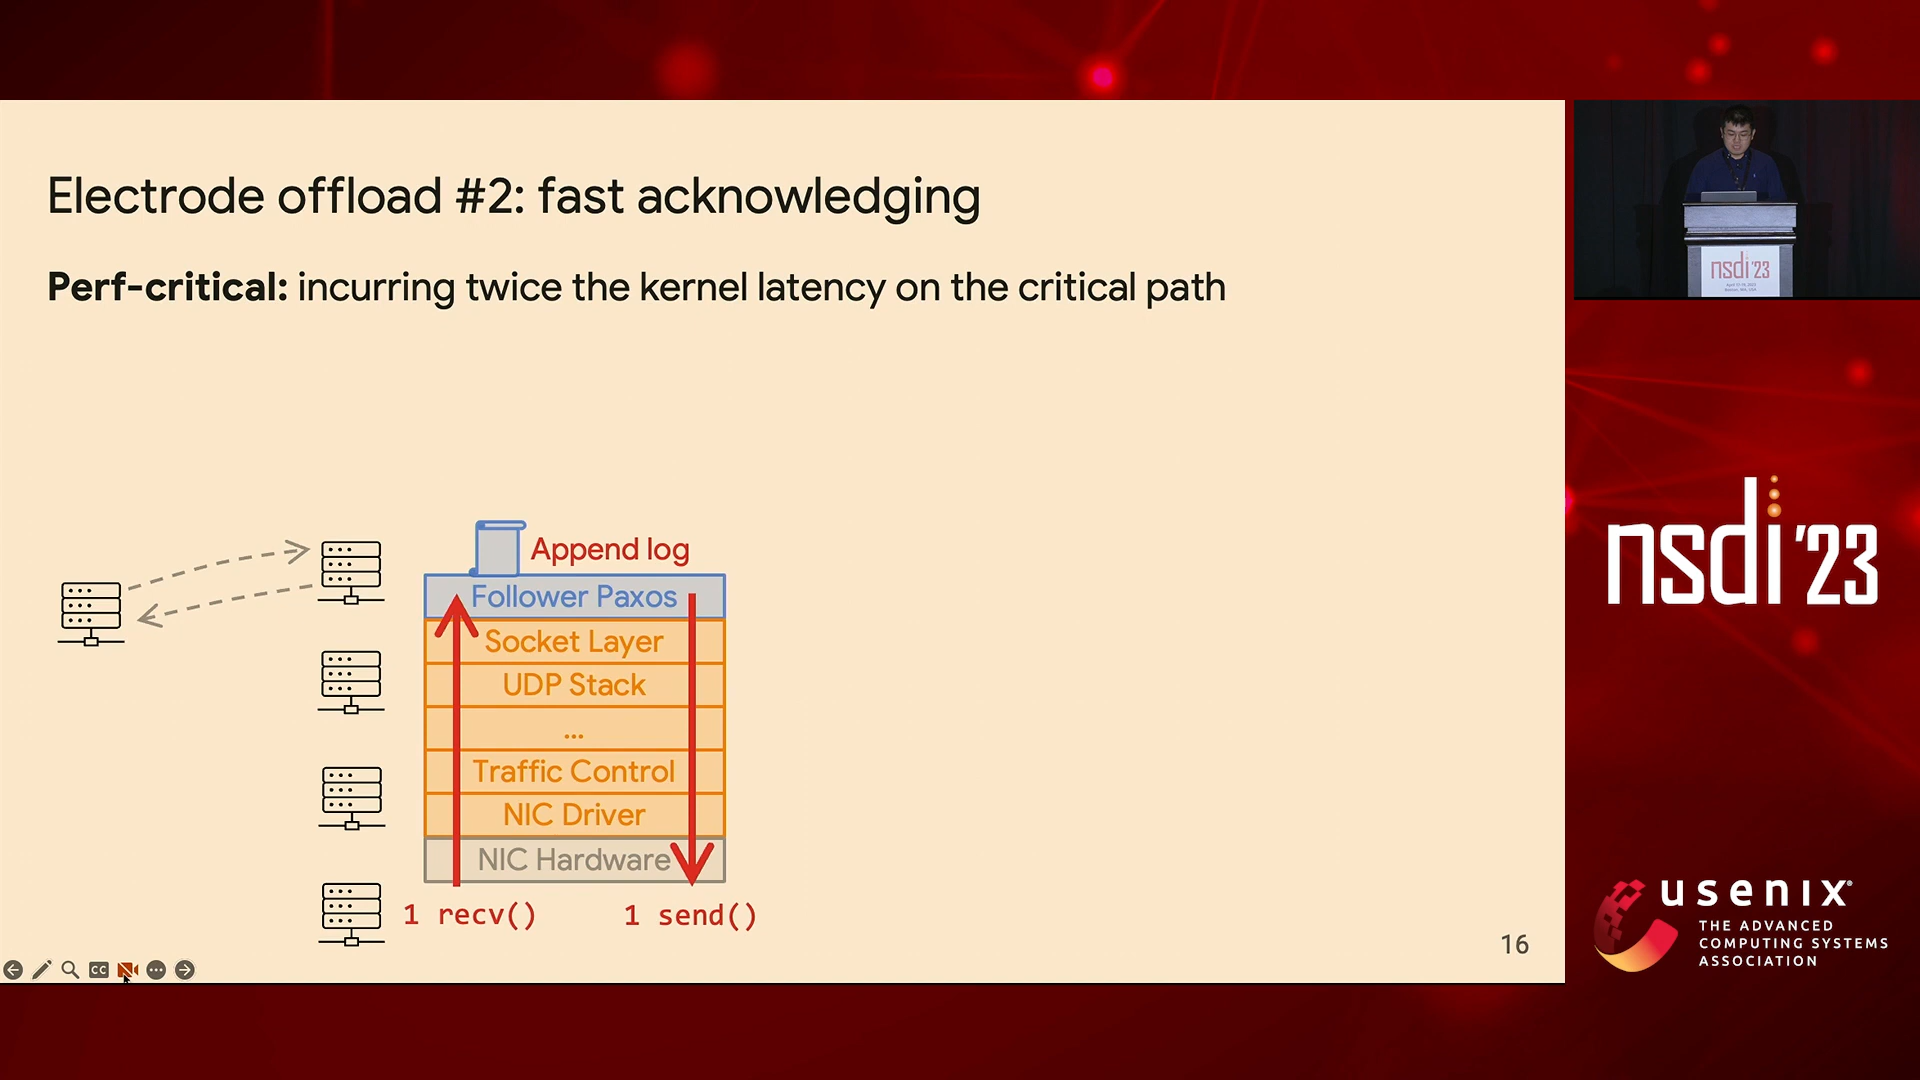 Electrode offload #2: fast acknowledging
Perf-critical: incurring twice the kernel latency on the critical path
Append log
Follower Paxos
Socket Layer
UDP Stack
...
Traffic Control
NIC Driver
NIC Hardware
1 recv()
1 send()
16
CC
nsdi '23
nsdi '23
usenix
THE ADVANCED
COMPUTING SYSTEMS
ASSOCIATION